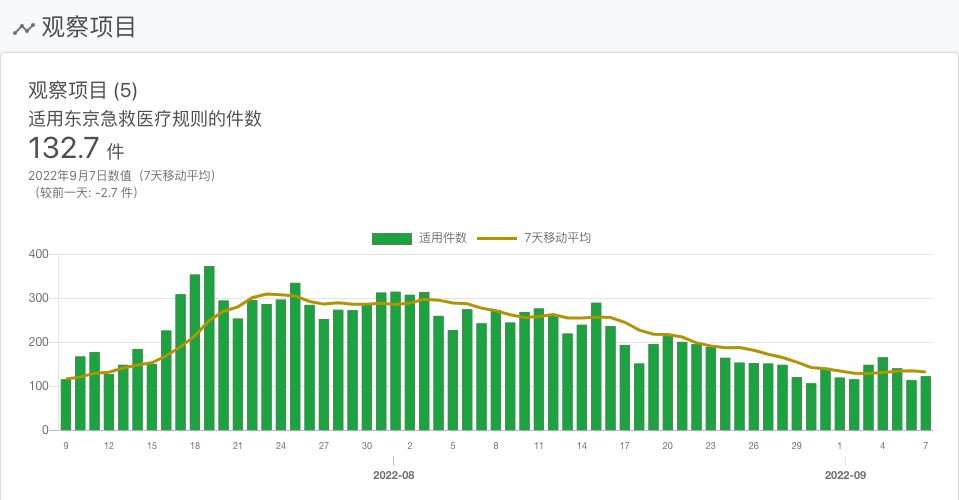 观察项目
观察项目 (5)
适用东京急救医疗规则的件数
132.7 件
2022年9月7日数值（7天移动平均）
（较前一天: -2.7 件）
适用件数 7天移动平均
400
300
200
100
0
9 12 15 18 21 24 27 30 2 5 8 11 14 17 20 23 26 29 1 4 7
2022-08 2022-09